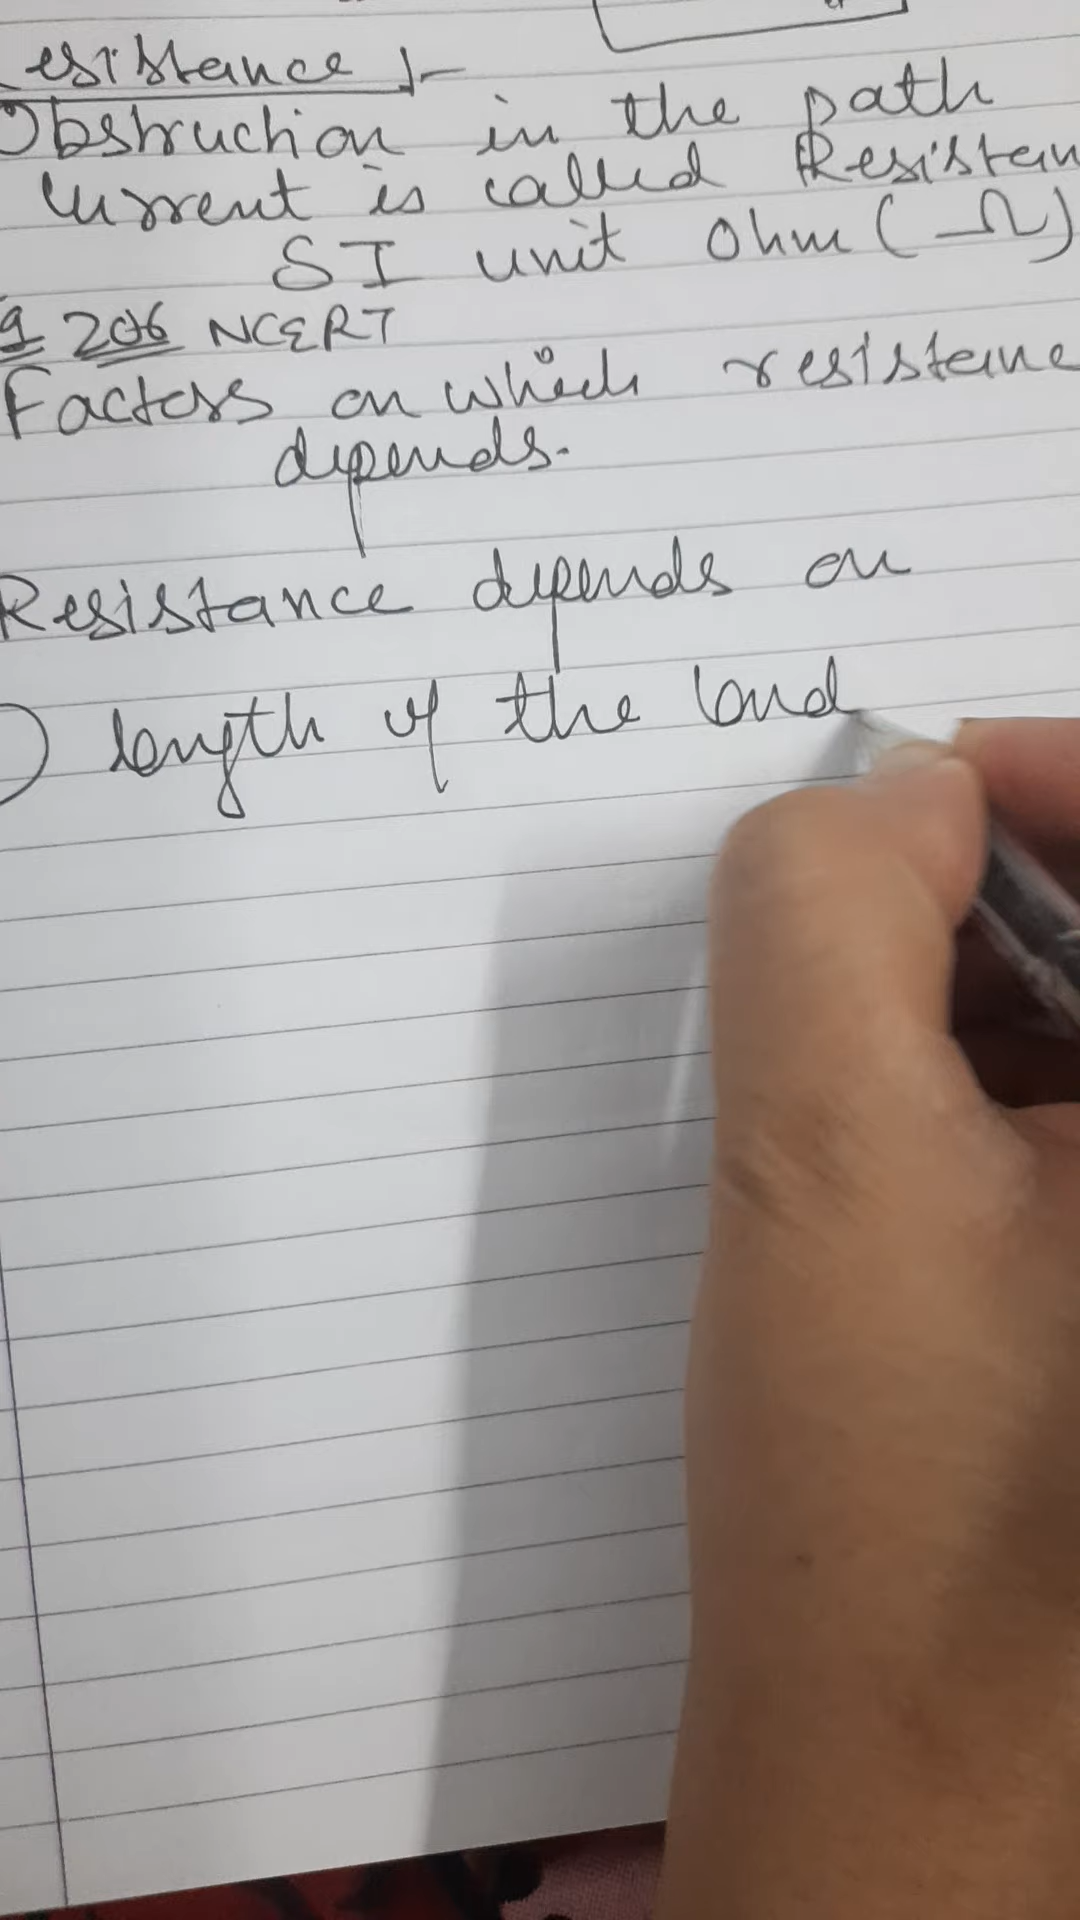 esistance :-
Obstruction in the path
current is called Resistan
SI unit Ohm (Ω)
g 206 NCERT
Factors on which resistance
depends.
Resistance depends on
) length of the cond